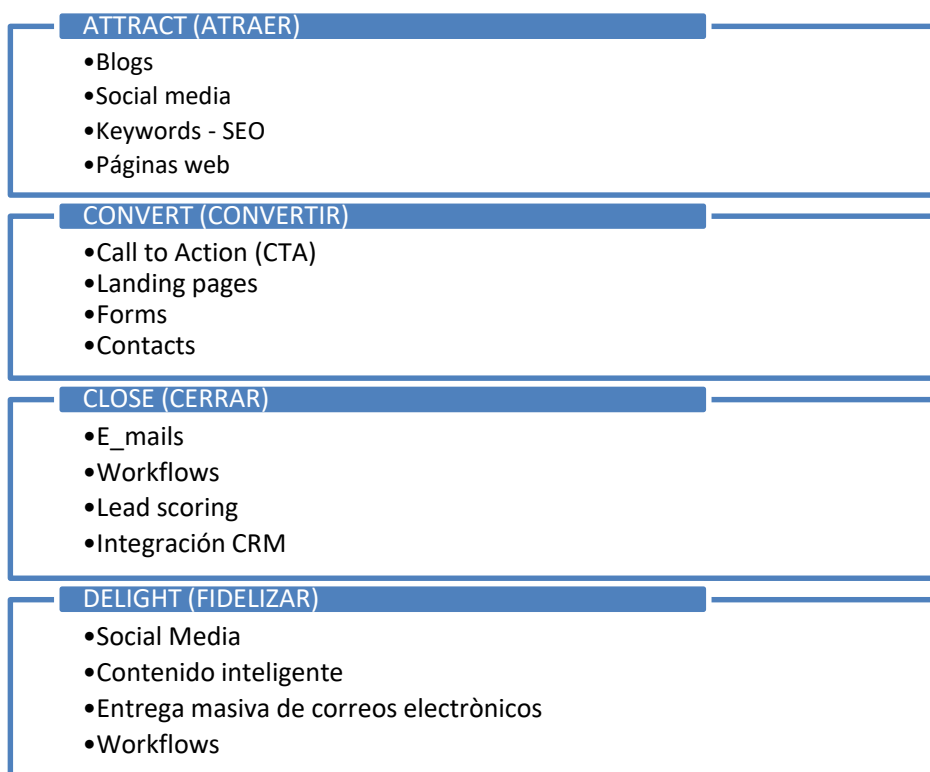 ATTRACT (ATRAER)
•Blogs
•Social media
•Keywords - SEO
•Páginas web
CONVERT (CONVERTIR)
•Call to Action (CTA)
•Landing pages
•Forms
•Contacts
CLOSE (CERRAR)
•E_mails
•Workflows
•Lead scoring
•Integración CRM
DELIGHT (FIDELIZAR)
•Social Media
•Contenido inteligente
•Entrega masiva de correos electrònicos
•Workflows